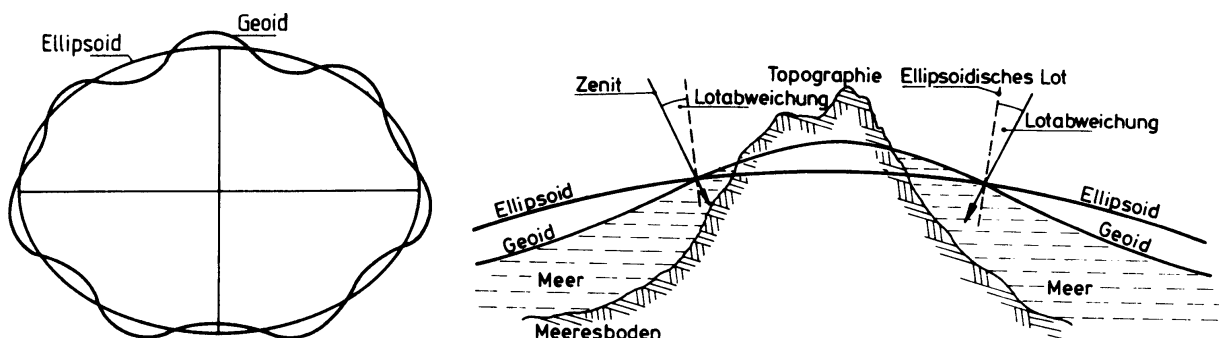 Geoid
Ellipsoid
Topographie
Ellipsoidisches Lot
Zenit
Lotabweichung
Lotabweichung
Ellipsoid
Geoid
Ellipsoid
Geoid
Meer
Meer
Meeresboden